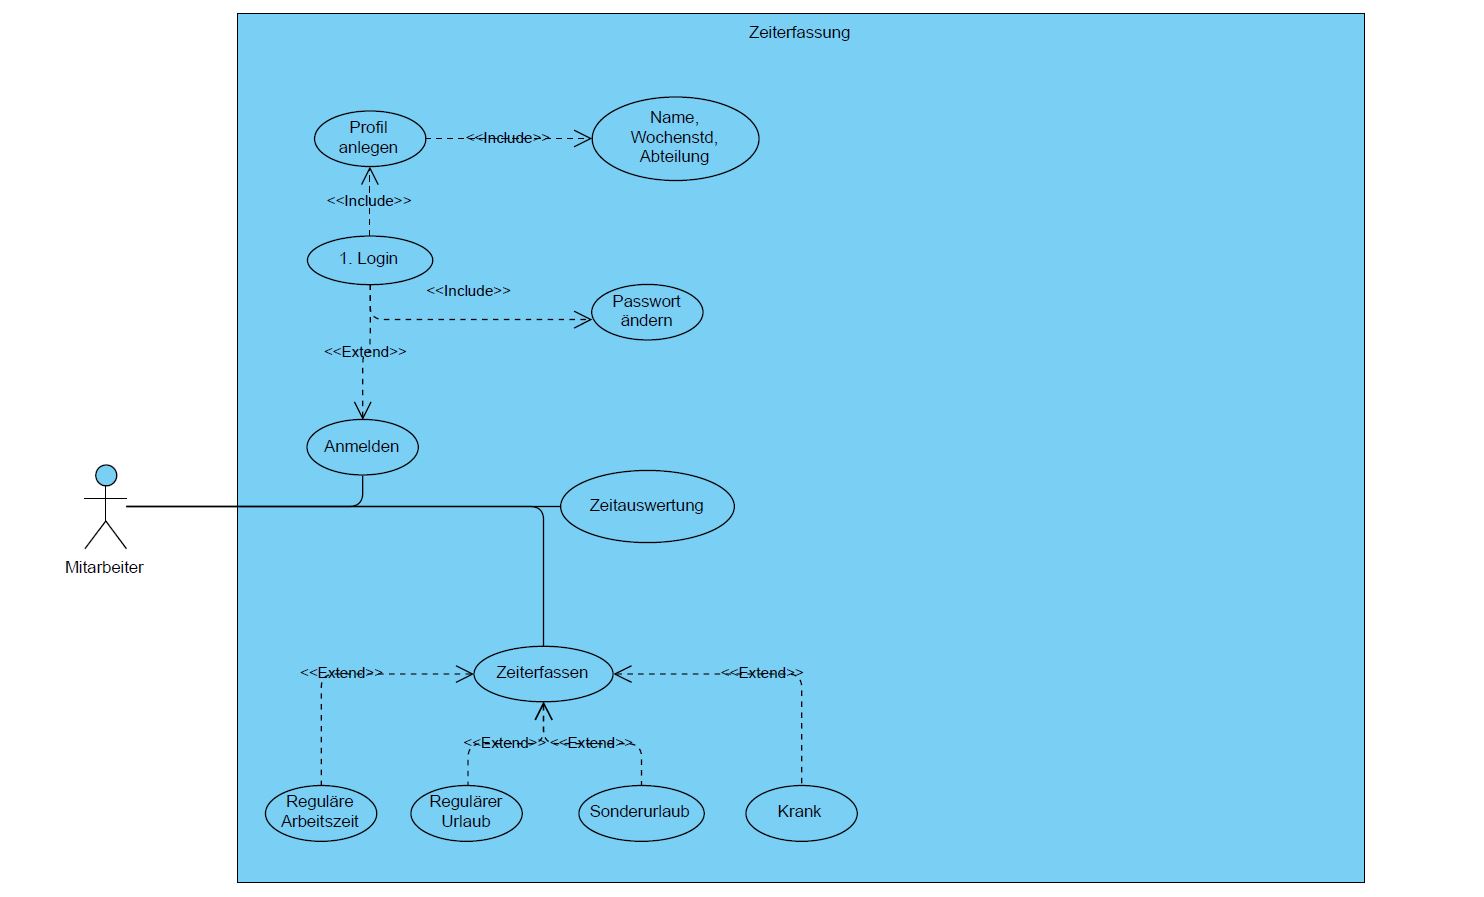 Zeiterfassung
Profil
anlegen
<<Include>>
Name,
Wochenstd,
Abteilung
<<Include>>
1. Login
<<Include>>
Passwort
ändern
<<Extend>>
Anmelden
Mitarbeiter
Zeitauswertung
<<Extend>>
Zeiterfassen
<<Extend>>
<<Extend>>
<<Extend>>
Reguläre
Arbeitszeit
Regulärer
Urlaub
Sonderurlaub
Krank